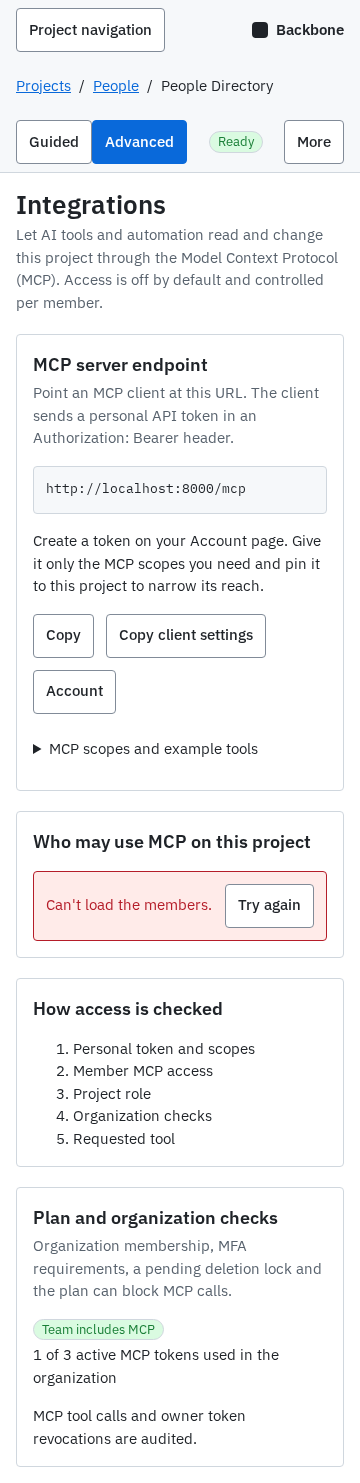 Project navigation
Backbone
Projects / People / People Directory
Guided
Advanced
Ready
More
Integrations
Let AI tools and automation read and change
this project through the Model Context Protocol
(MCP). Access is off by default and controlled
per member.
MCP server endpoint
Point an MCP client at this URL. The client
sends a personal API token in an
Authorization: Bearer header.
http://localhost:8000/mcp
Create a token on your Account page. Give
it only the MCP scopes you need and pin it
to this project to narrow its reach.
Copy
Copy client settings
Account
MCP scopes and example tools
Who may use MCP on this project
Can't load the members.
Try again
How access is checked
1. Personal token and scopes
2. Member MCP access
3. Project role
4. Organization checks
5. Requested tool
Plan and organization checks
Organization membership, MFA
requirements, a pending deletion lock and
the plan can block MCP calls.
Team includes MCP
1 of 3 active MCP tokens used in the
organization
MCP tool calls and owner token
revocations are audited.